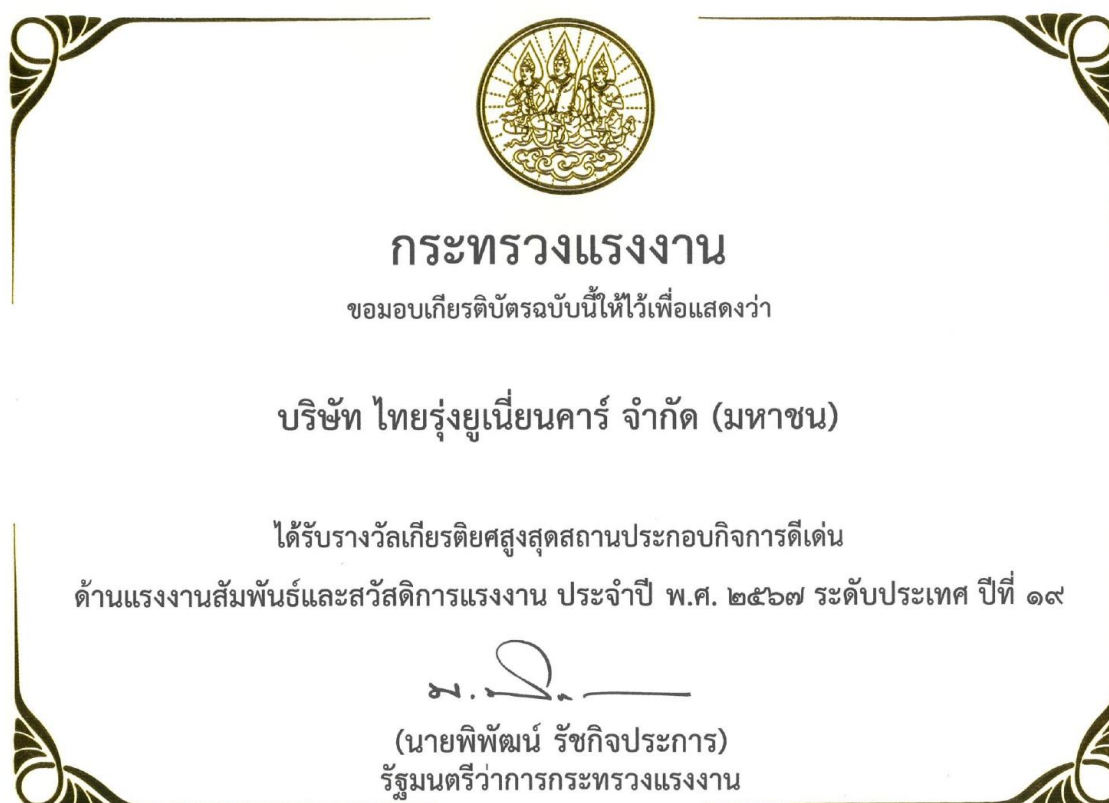 กระทรวงแรงงาน
ขอมอบเกียรติบัตรฉบับนี้ให้ไว้เพื่อแสดงว่า
บริษัท ไทยรุ่งยูเนี่ยนคาร์ จำกัด (มหาชน)
ได้รับรางวัลเกียรติยศสูงสุดสถานประกอบกิจการดีเด่น
ด้านแรงงานสัมพันธ์และสวัสดิการแรงงาน ประจำปี พ.ศ. ๒๕๖๗ ระดับประเทศ ปีที่ ๑๙
(นายพิพัฒน์ รัชกิจประการ)
รัฐมนตรีว่าการกระทรวงแรงงาน